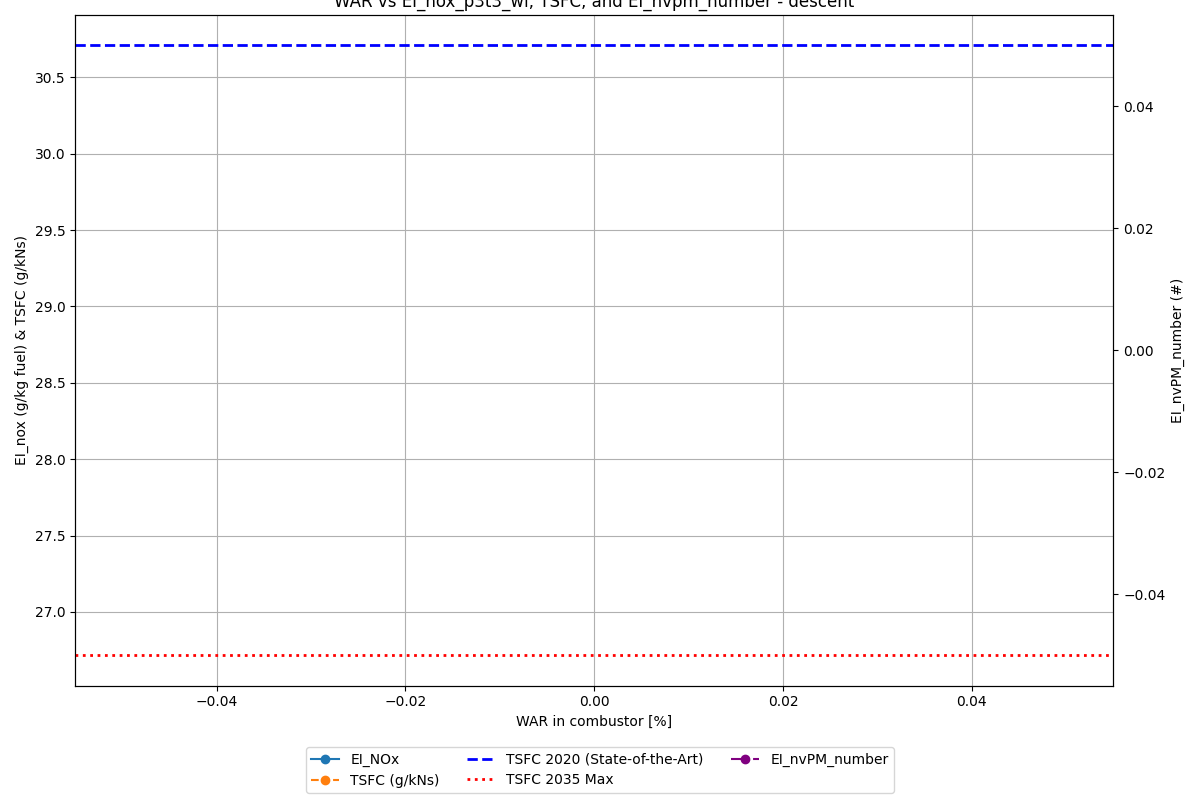 WAR vs EI_nox_p3t3_wi, TSFC, and EI_nvpm_number - descent
30.5
30.0
29.5
29.0
28.5
28.0
27.5
27.0
EI_nox (g/kg fuel) & TSFC (g/kNs)
0.04
0.02
0.00
−0.02
−0.04
EI_nvPM_number (#)
−0.04 −0.02 0.00 0.02 0.04
WAR in combustor [%]
EI_NOx TSFC 2020 (State-of-the-Art) EI_nvPM_number
TSFC (g/kNs) TSFC 2035 Max